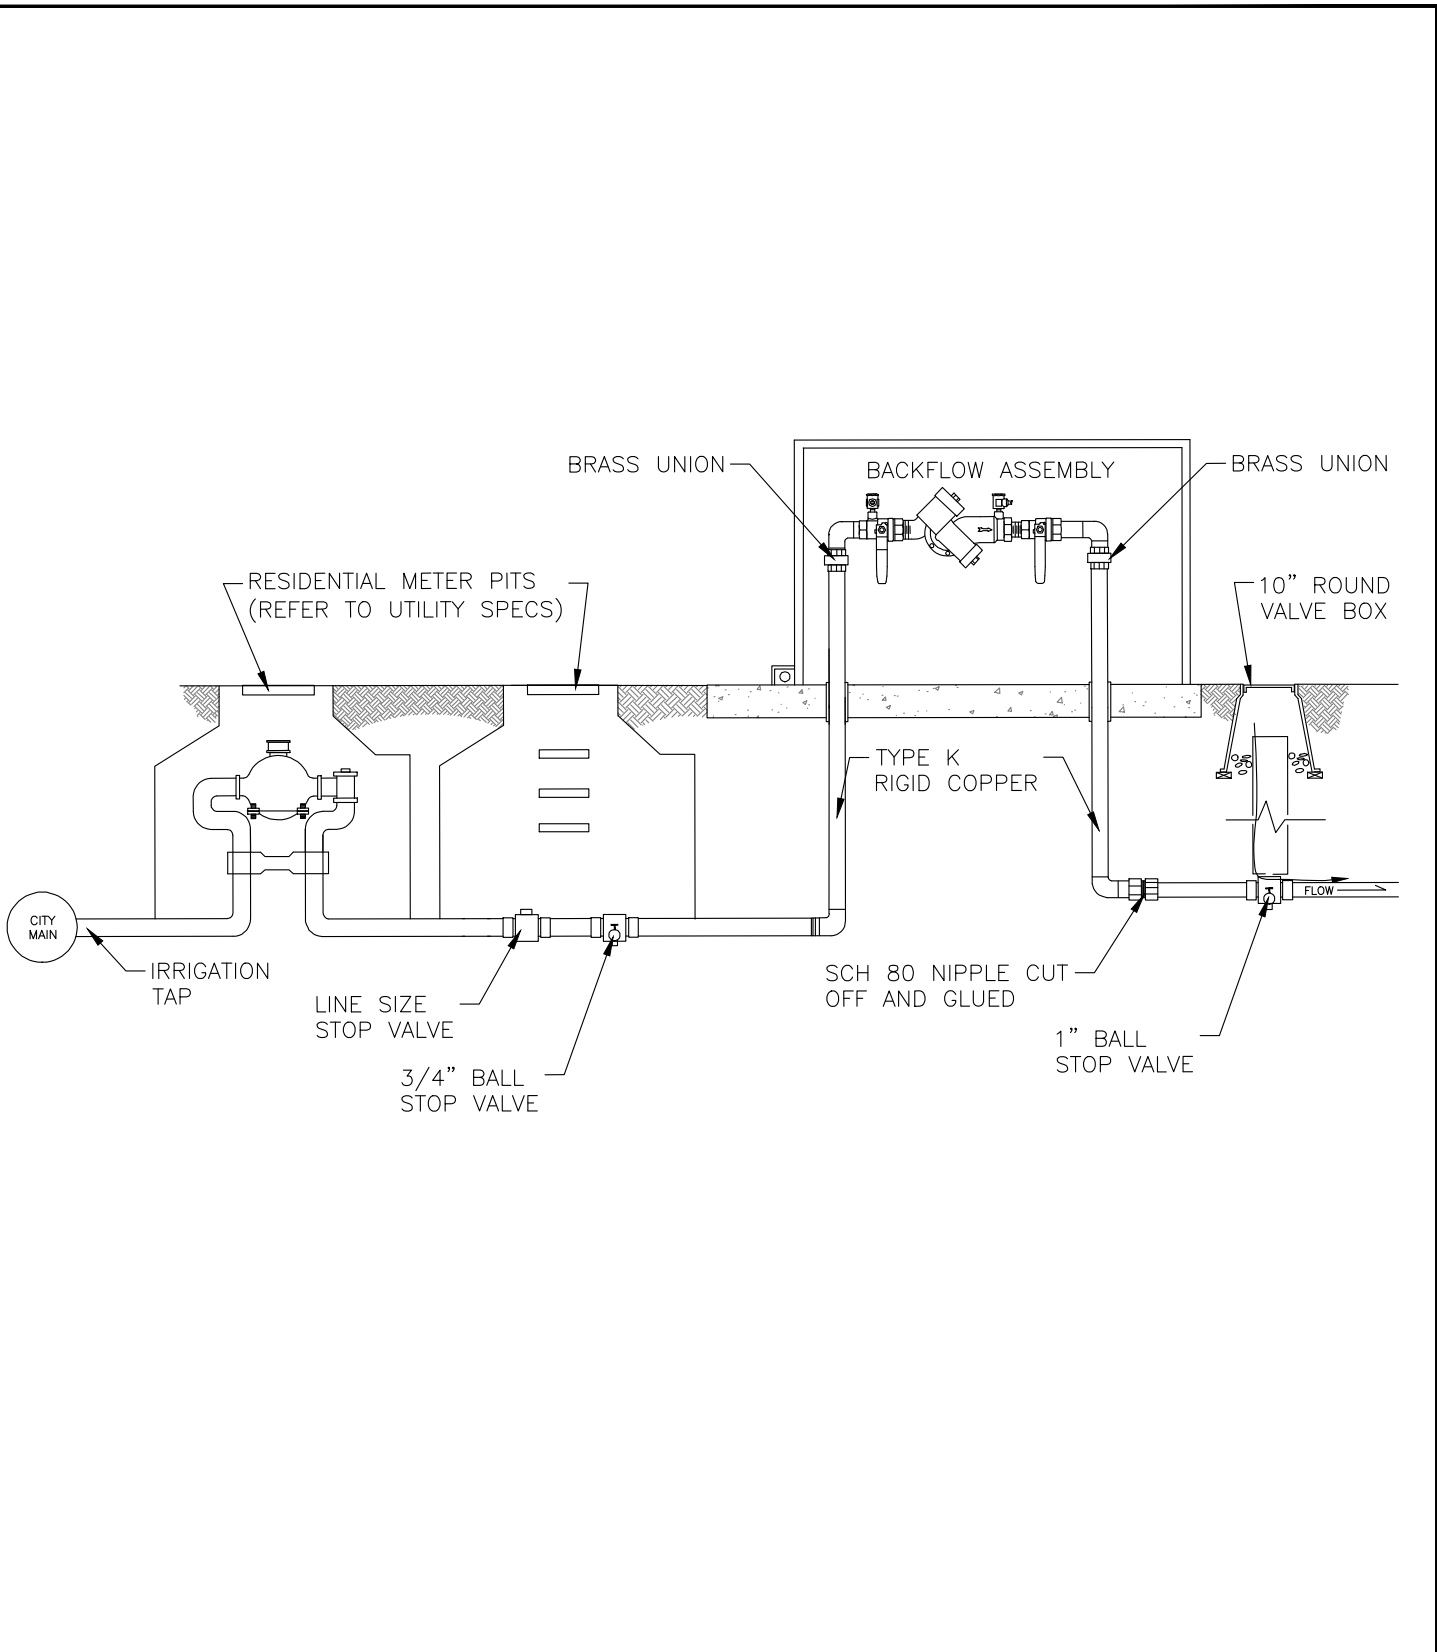 BRASS UNION
BACKFLOW ASSEMBLY
BRASS UNION
RESIDENTIAL METER PITS
(REFER TO UTILITY SPECS)
10” ROUND
VALVE BOX
TYPE K
RIGID COPPER
CITY
MAIN
FLOW
IRRIGATION
TAP
LINE SIZE
STOP VALVE
3/4” BALL
STOP VALVE
SCH 80 NIPPLE CUT
OFF AND GLUED
1” BALL
STOP VALVE